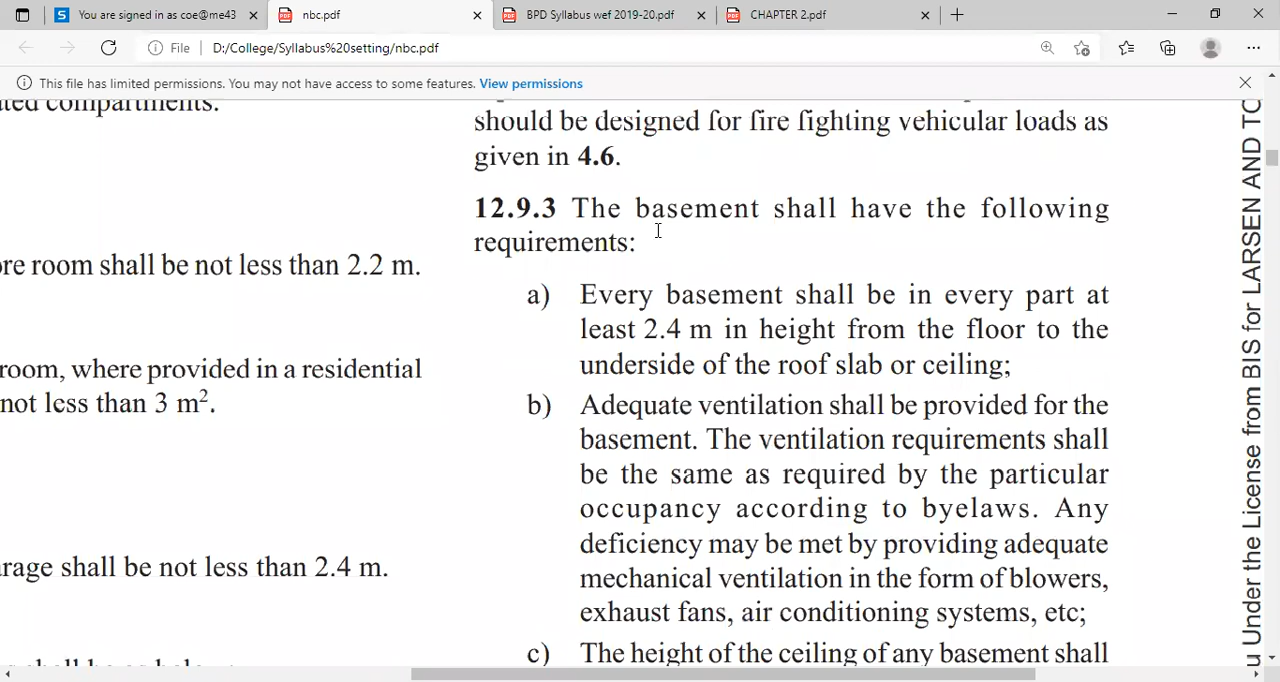 You are signed in as coe@me43
nbc.pdf
BPD Syllabus wef 2019-20.pdf
CHAPTER 2.pdf
File
D:/College/Syllabus%20setting/nbc.pdf
This file has limited permissions. You may not have access to some features. View permissions
ated compartments.
ore room shall be not less than 2.2 m.
room, where provided in a residential
not less than 3 m².
arage shall be not less than 2.4 m.
should be designed for fire fighting vehicular loads as
given in 4.6.
12.9.3 The basement shall have the following
requirements:
a) Every basement shall be in every part at
least 2.4 m in height from the floor to the
underside of the roof slab or ceiling;
b) Adequate ventilation shall be provided for the
basement. The ventilation requirements shall
be the same as required by the particular
occupancy according to byelaws. Any
deficiency may be met by providing adequate
mechanical ventilation in the form of blowers,
exhaust fans, air conditioning systems, etc;
c) The height of the ceiling of any basement shall
u Under the License from BIS for LARSEN AND TO